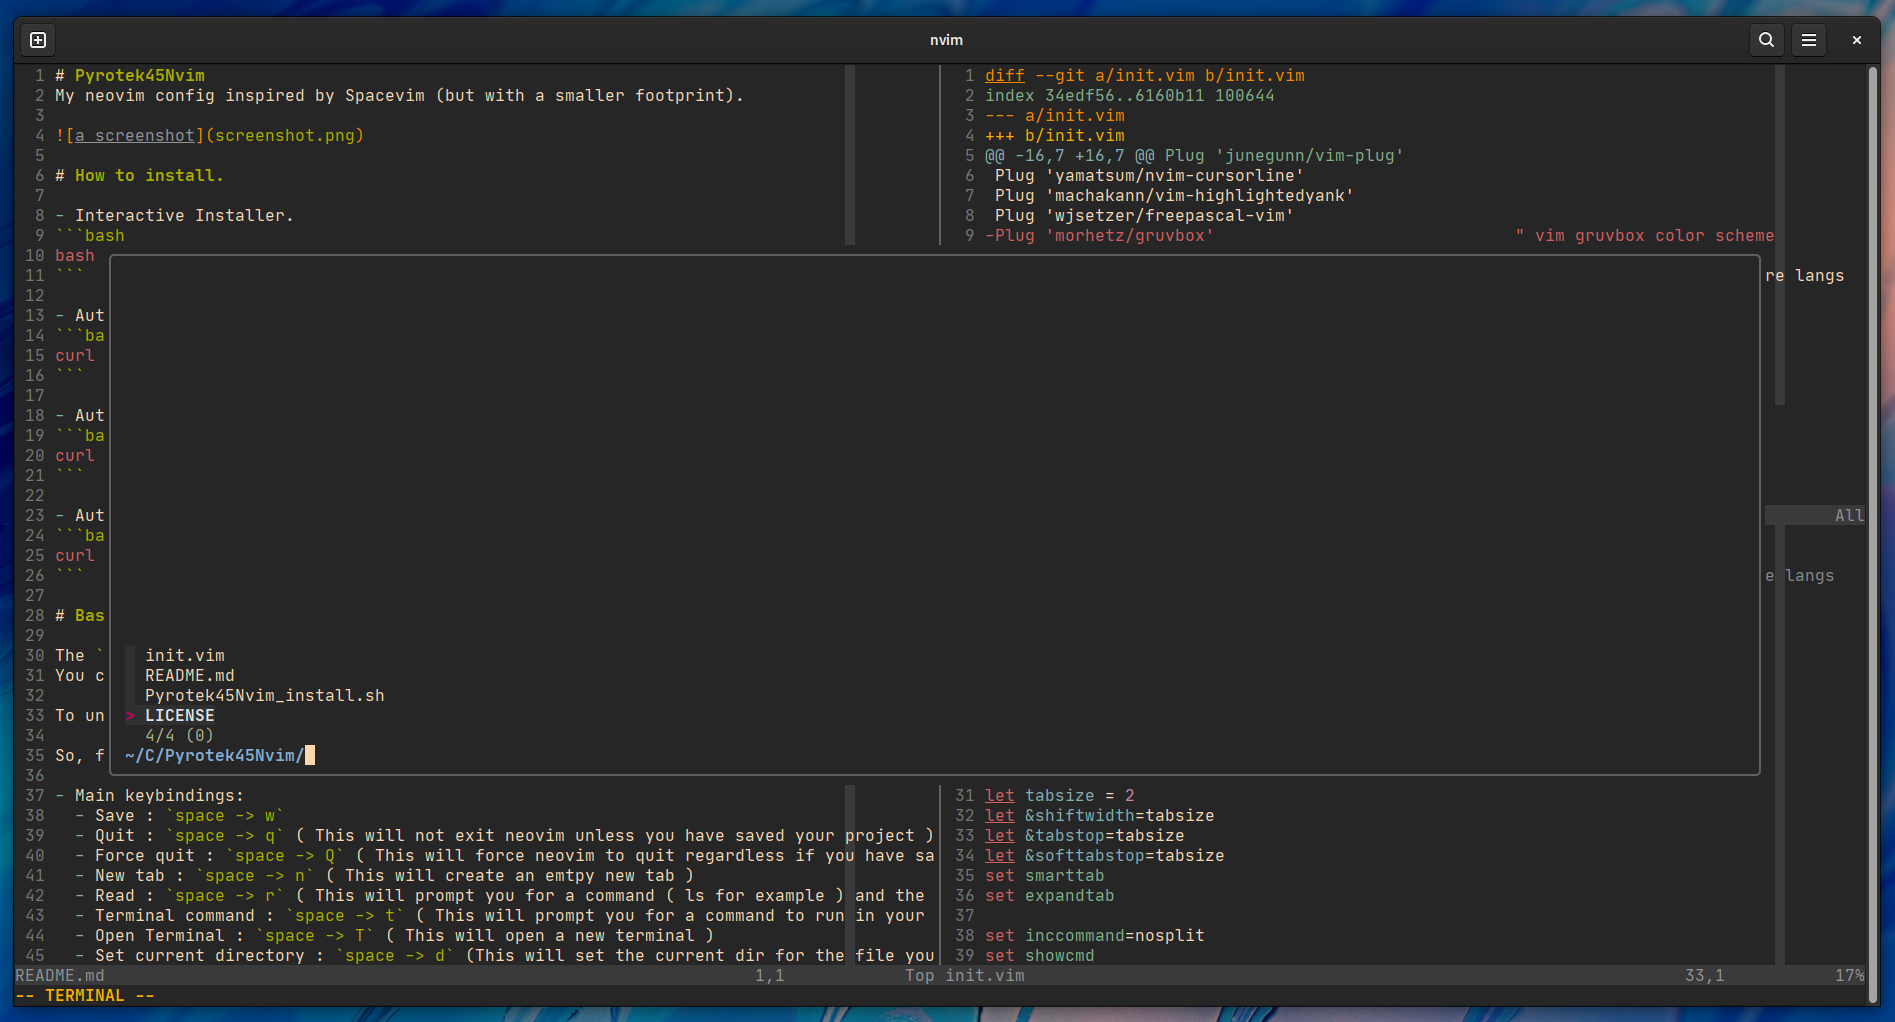 nvim
1 # Pyrotek45Nvim
2 My neovim config inspired by Spacevim (but with a smaller footprint).
3
4 ![a screenshot](screenshot.png)
5
6 # How to install.
7
8 - Interactive Installer.
9 ```bash
10 bash
11 ```
12
13 - Aut
14 ```ba
15 curl
16 ```
17
18 - Aut
19 ```ba
20 curl
21 ```
22
23 - Aut
24 ```ba
25 curl
26 ```
27
28 # Bas
29
30 The `
31 You c
32
33 To un
34
35 So, f
36
37 - Main keybindings:
38   - Save : `space -> w`
39   - Quit : `space -> q` ( This will not exit neovim unless you have saved your project )
40   - Force quit : `space -> Q` ( This will force neovim to quit regardless if you have sa
41   - New tab : `space -> n` ( This will create an emtpy new tab )
42   - Read : `space -> r` ( This will prompt you for a command ( ls for example ) and the
43   - Terminal command : `space -> t` ( This will prompt you for a command to run in your
44   - Open Terminal : `space -> T` ( This will open a new terminal )
45   - Set current directory : `space -> d` (This will set the current dir for the file you
1 diff --git a/init.vim b/init.vim
2 index 34edf56..6160b11 100644
3 --- a/init.vim
4 +++ b/init.vim
5 @@ -16,7 +16,7 @@ Plug 'junegunn/vim-plug'
6  Plug 'yamatsum/nvim-cursorline'
7  Plug 'machakann/vim-highlightedyank'
8  Plug 'wjsetzer/freepascal-vim'
9 -Plug 'morhetz/gruvbox' " vim gruvbox color scheme
re langs
All
e langs
init.vim
README.md
Pyrotek45Nvim_install.sh
> LICENSE
4/4 (0)
~/C/Pyrotek45Nvim/
31 let tabsize = 2
32 let &shiftwidth=tabsize
33 let &tabstop=tabsize
34 let &softtabstop=tabsize
35 set smarttab
36 set expandtab
37
38 set inccommand=nosplit
39 set showcmd
README.md 1,1 Top init.vim 33,1 17%
-- TERMINAL --